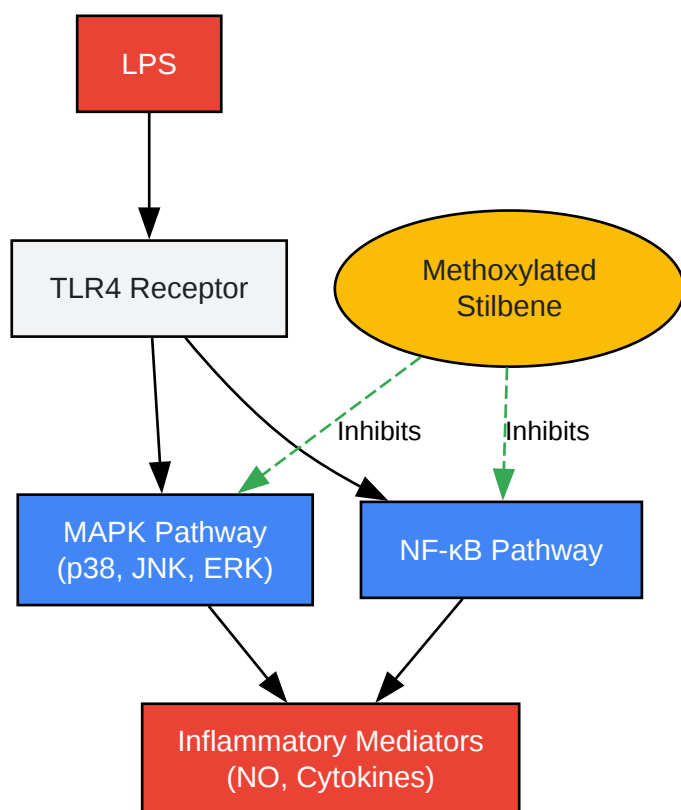 LPS
TLR4 Receptor
Methoxylated
Stilbene
Inhibits
Inhibits
MAPK Pathway
(p38, JNK, ERK)
NF-κB Pathway
Inflammatory Mediators
(NO, Cytokines)